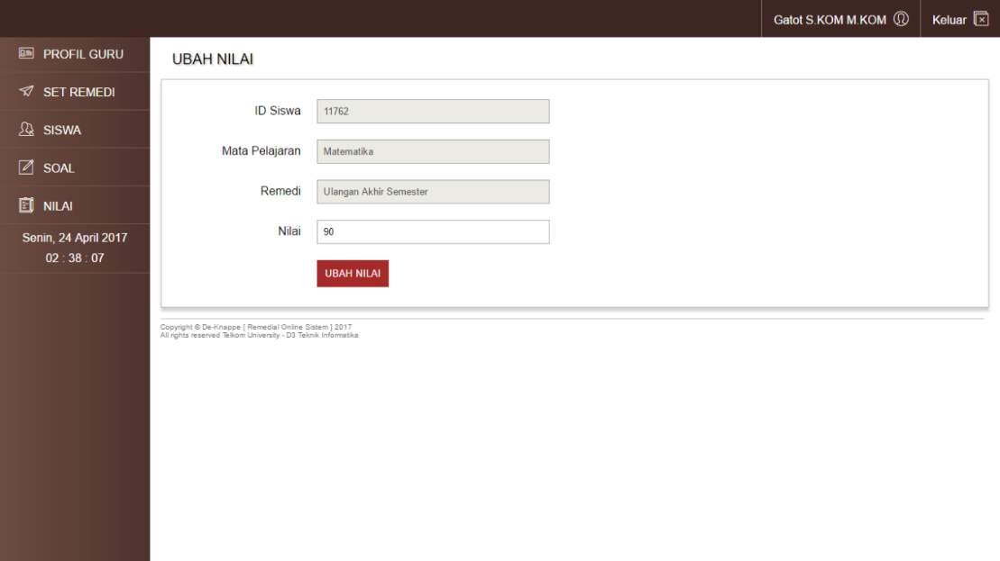 Gatot S.KOM M.KOM
Keluar
PROFIL GURU
SET REMEDI
SISWA
SOAL
NILAI
Senin, 24 April 2017
02 : 38 : 07
UBAH NILAI
ID Siswa 11762
Mata Pelajaran Matematika
Remedi Ulangan Akhir Semester
Nilai 90
UBAH NILAI
Copyright © De-Knappe [ Remedial Online Sistem ] 2017
All rights reserved Telkom University - D3 Teknik Informatika